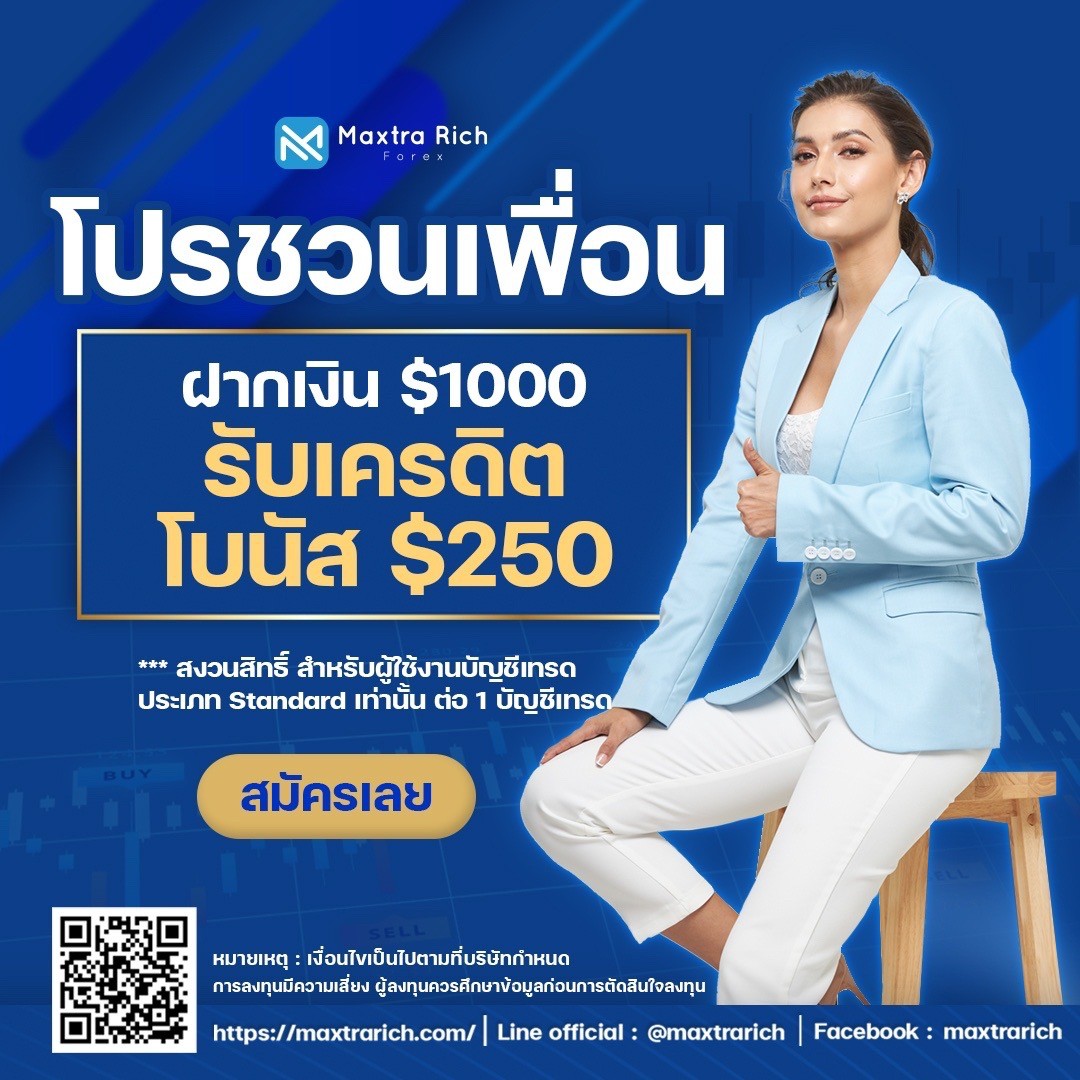 Maxtra Rich
Forex
โปรชวนเพื่อน
ฝากเงิน $1000
รับเครดิต
โบนัส $250
*** สงวนสิทธิ์ สำหรับผู้ใช้งานบัญชีเทรด
ประเภท Standard เท่านั้น ต่อ 1 บัญชีเทรด
BUY
สมัครเลย
SELL
SELL
หมายเหตุ : เงื่อนไขเป็นไปตามที่บริษัทกำหนด
การลงทุนมีความเสี่ยง ผู้ลงทุนควรศึกษาข้อมูลก่อนการตัดสินใจลงทุน
https://maxtrarich.com/ | Line official : @maxtrarich | Facebook : maxtrarich